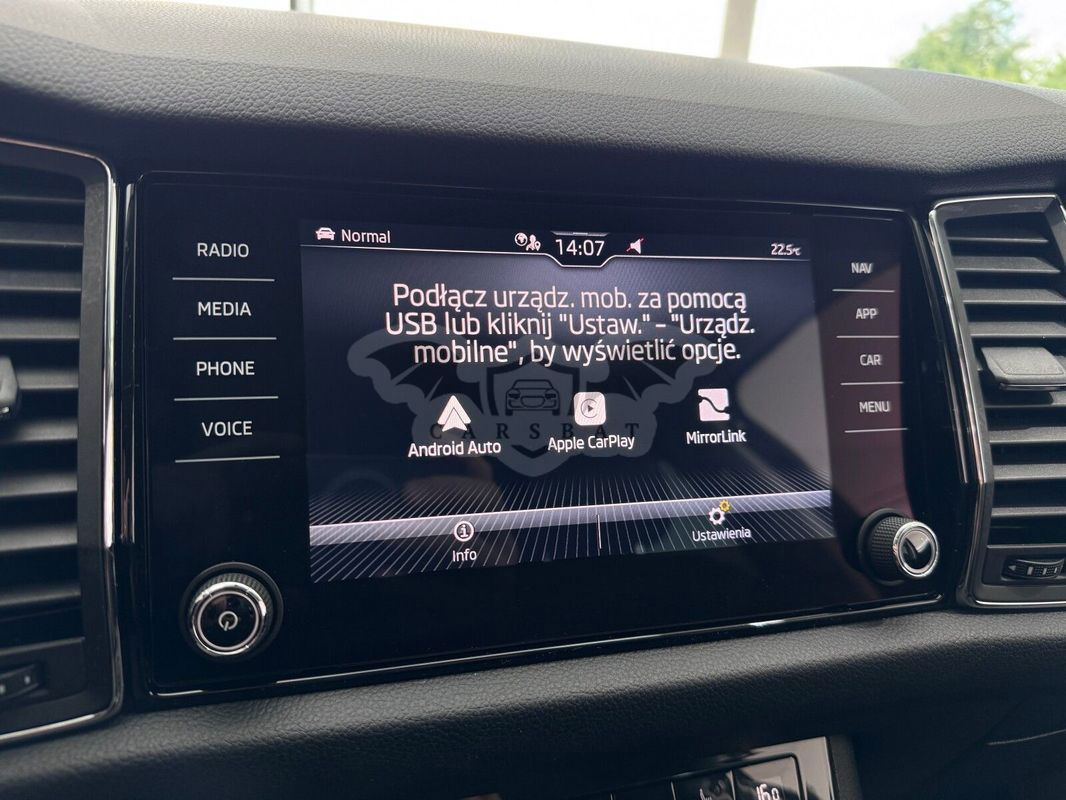 Normal
14:07
22.5°C
RADIO
MEDIA
PHONE
VOICE
Podłącz urządz. mob. za pomocą
USB lub kliknij "Ustaw." - "Urządz.
mobilne", by wyświetlić opcje.
CARSBAT
Android Auto
Apple CarPlay
MirrorLink
Info
Ustawienia
NAV
APP
CAR
MENU